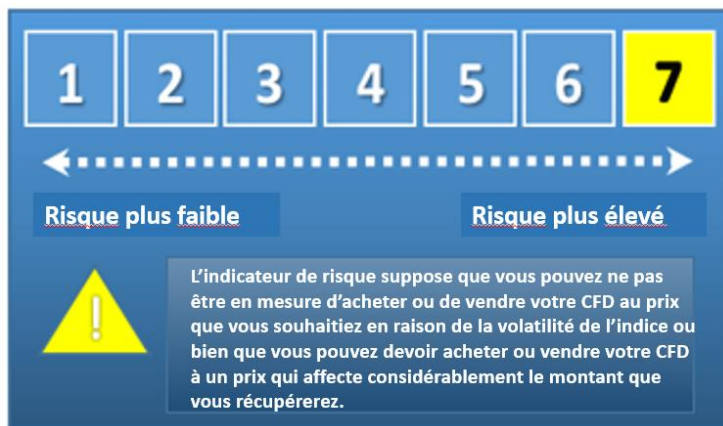 1 2 3 4 5 6 7
Risque plus faible Risque plus élevé
!
L'indicateur de risque suppose que vous pouvez ne pas
être en mesure d'acheter ou de vendre votre CFD au prix
que vous souhaitiez en raison de la volatilité de l'indice ou
bien que vous pouvez devoir acheter ou vendre votre CFD
à un prix qui affecte considérablement le montant que
vous récupérerez.